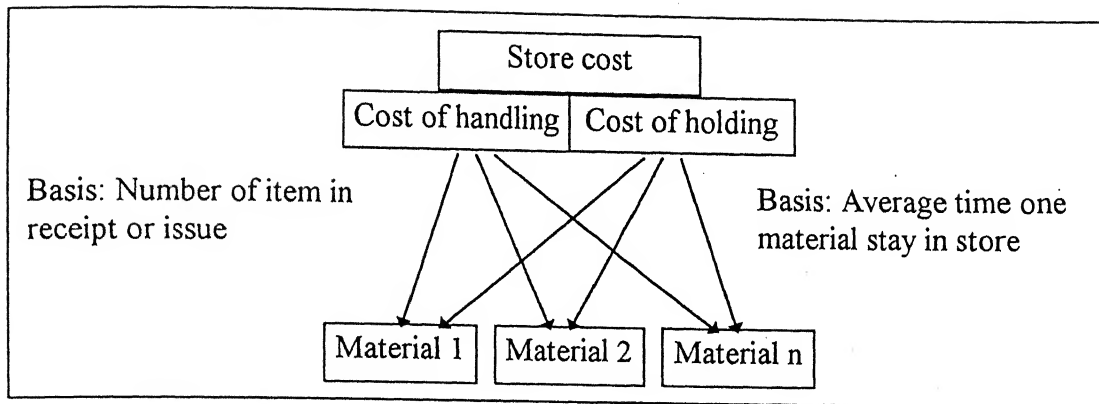 Store cost
Cost of handling
Cost of holding
Basis: Number of item in
receipt or issue
Basis: Average time one
material stay in store
Material 1
Material 2
Material n